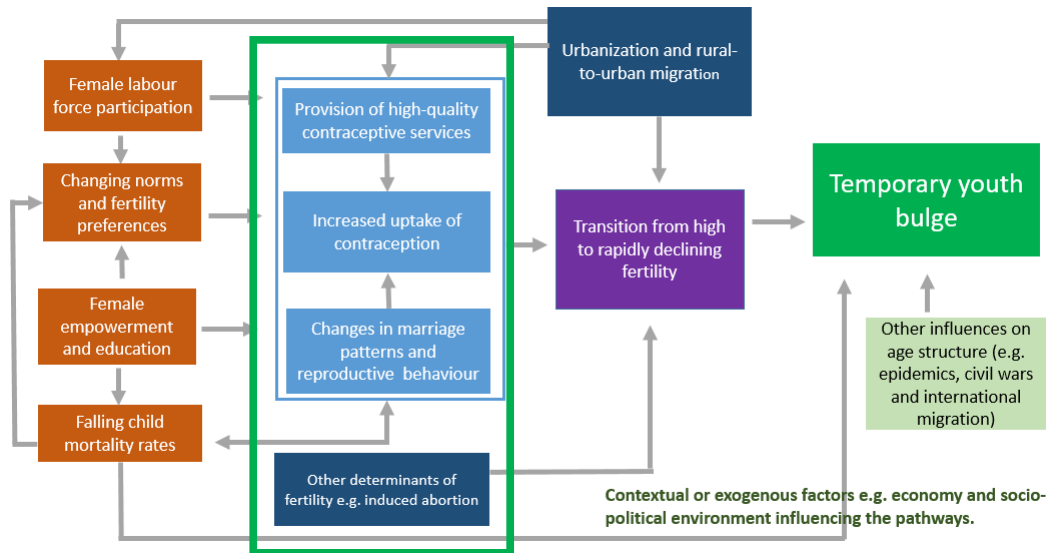 Female labour
force participation
Changing norms
and fertility
preferences
Female
empowerment
and education
Falling child
mortality rates
Provision of high-quality
contraceptive services
Increased uptake of
contraception
Changes in marriage
patterns and
reproductive behaviour
Other determinants of
fertility e.g. induced abortion
Urbanization and rural-
to-urban migration
Transition from high
to rapidly declining
fertility
Temporary youth
bulge
Other influences on
age structure (e.g.
epidemics, civil wars
and international
migration)
Contextual or exogenous factors e.g. economy and socio-
political environment influencing the pathways.